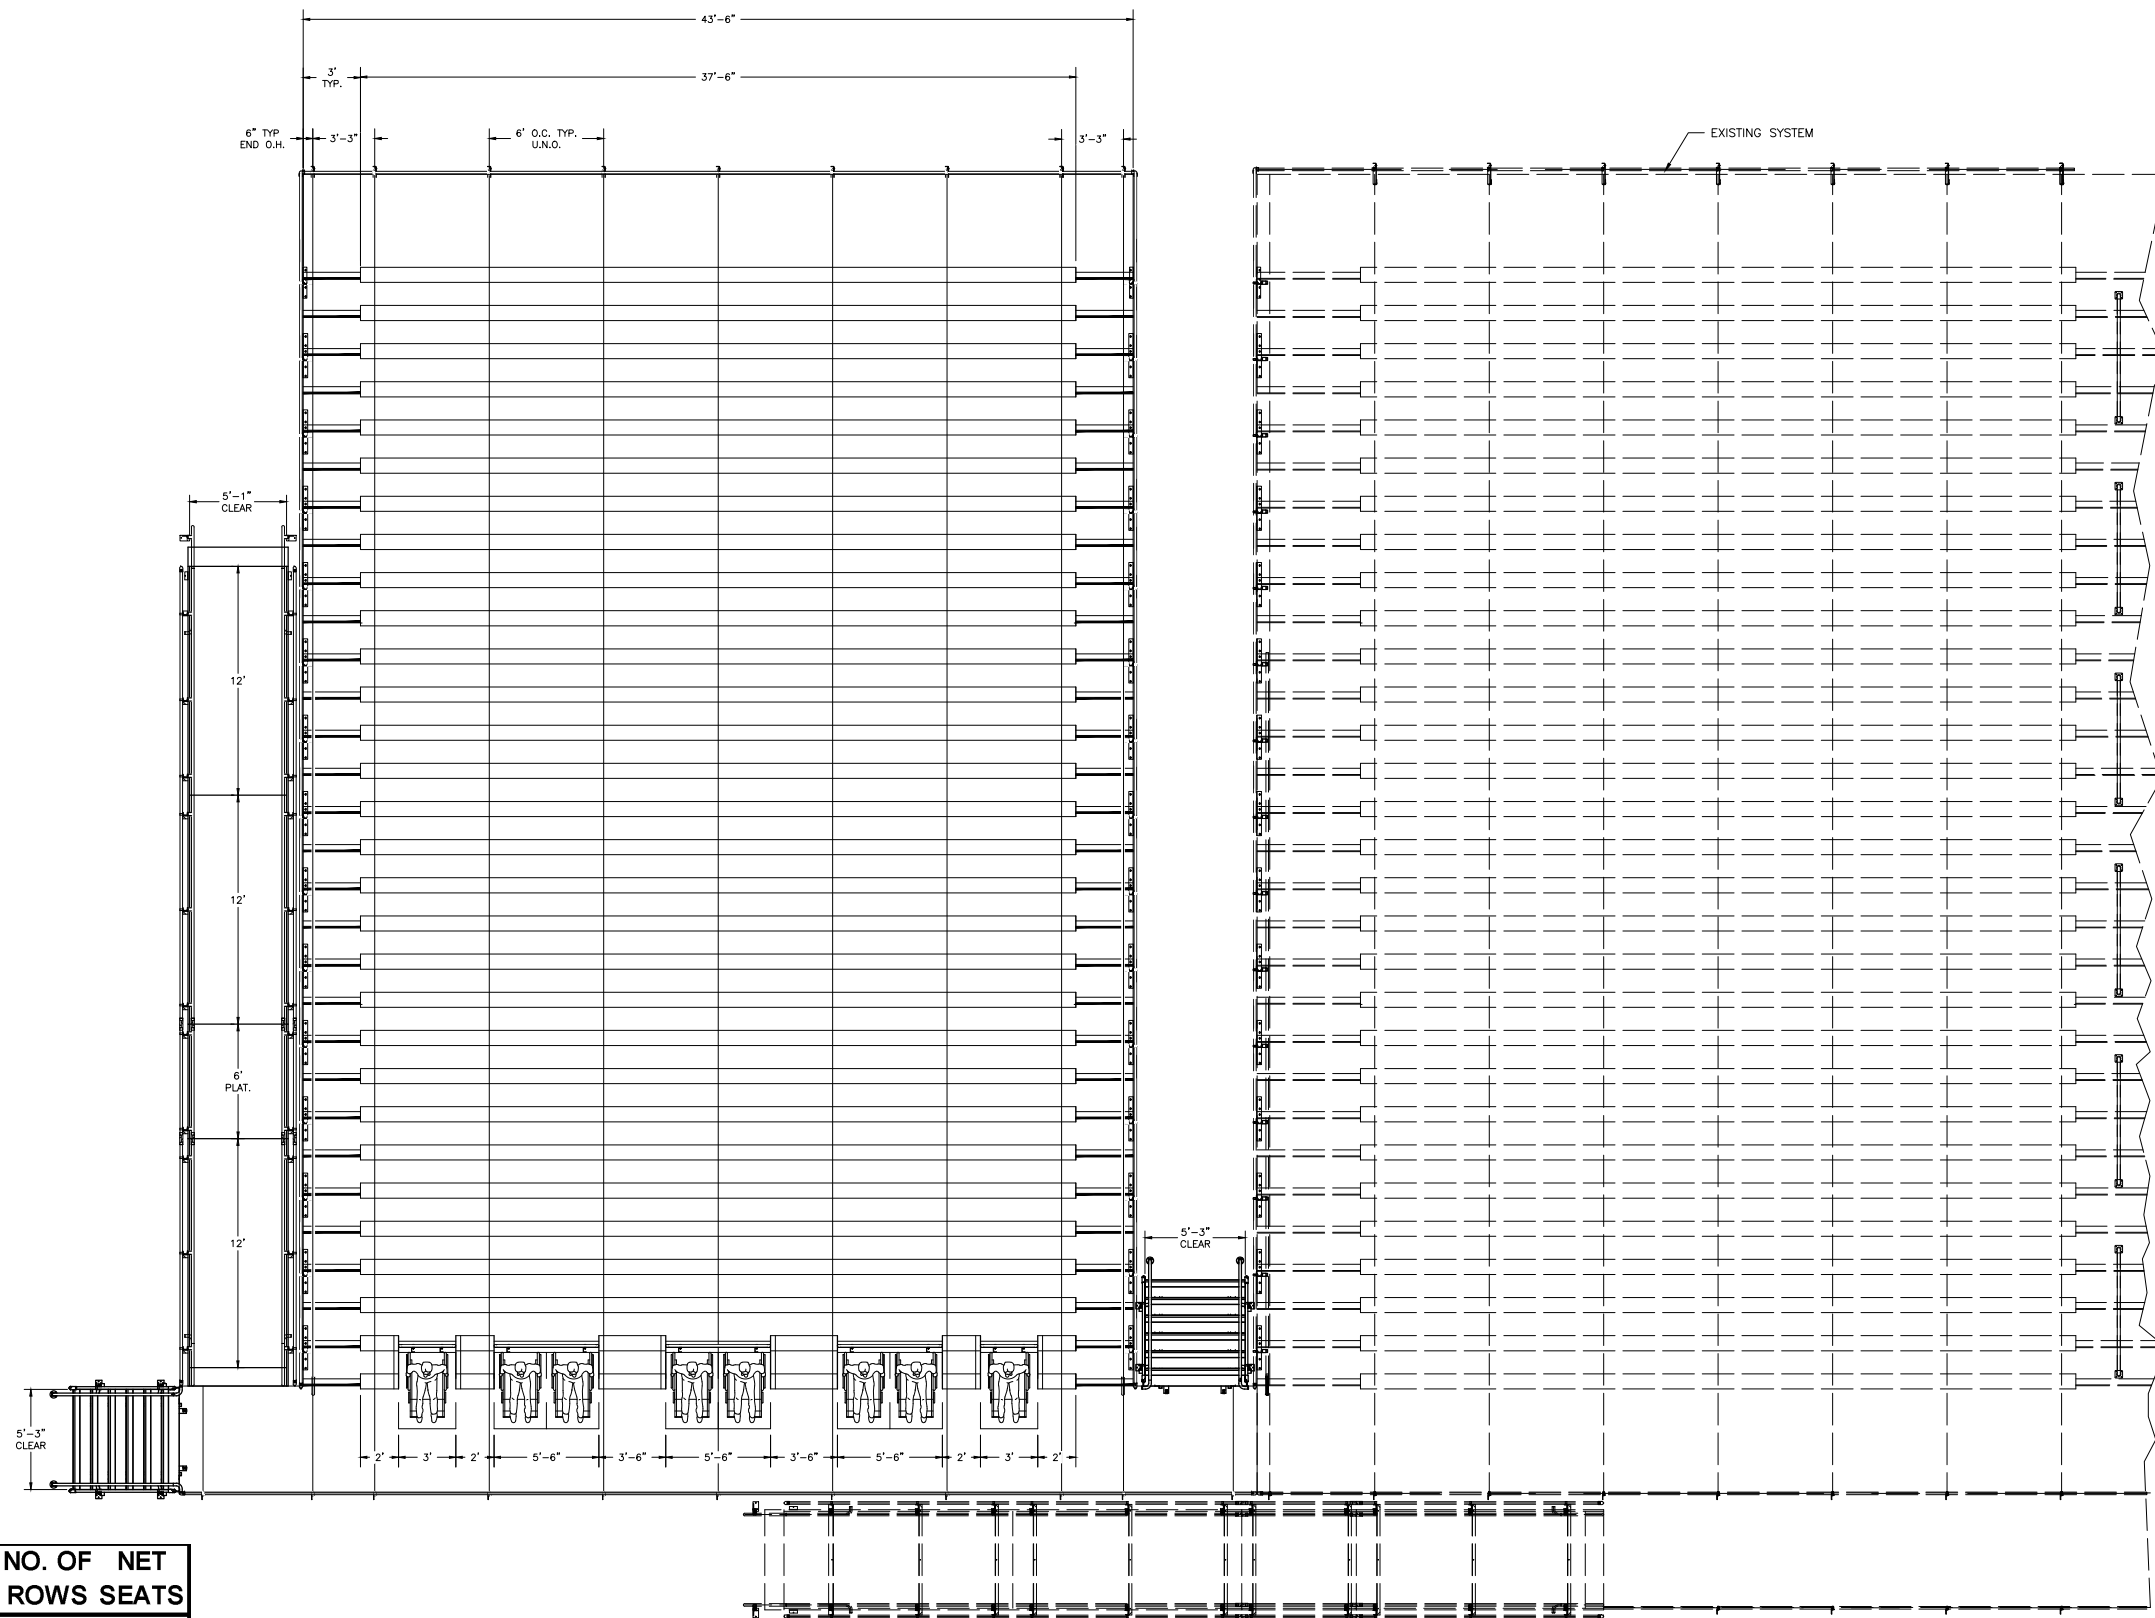 43'-6"
3'
TYP.
37'-6"
6" TYP
END O.H.
3'-3"
6' O.C. TYP.
U.N.O.
3'-3"
EXISTING SYSTEM
5'-1"
CLEAR
12'
12'
6'
PLAT.
12'
5'-3"
CLEAR
5'-3"
CLEAR
2' 3' 2' 5'-6" 3'-6" 5'-6" 3'-6" 5'-6" 2' 3' 2'
NO. OF NET
ROWS SEATS